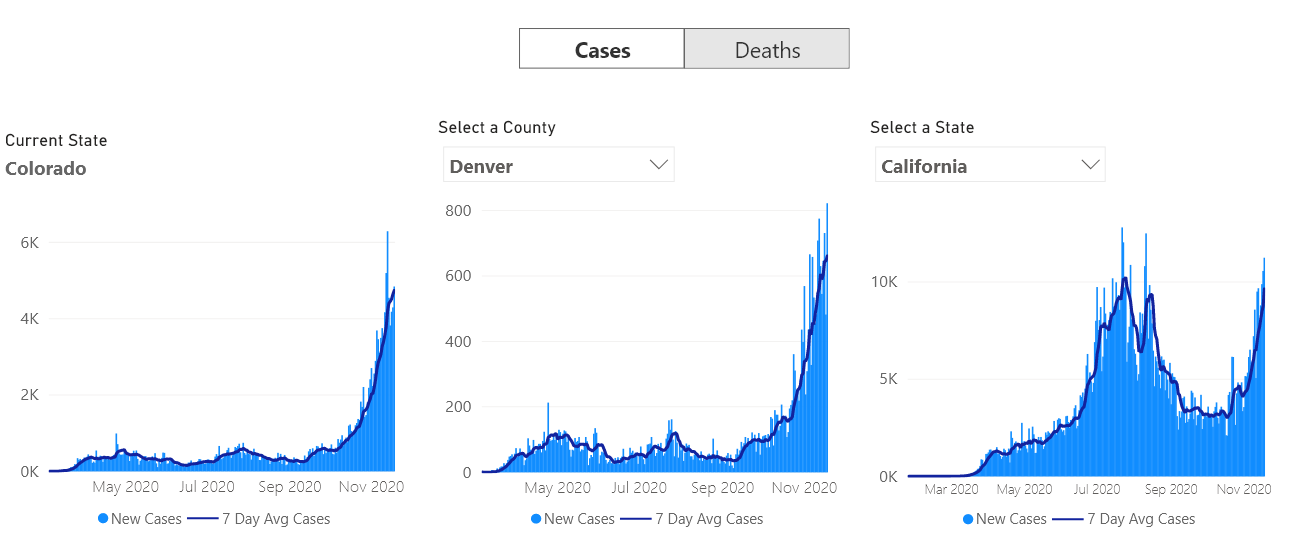 Cases Deaths
Current State
Colorado
6K
4K
2K
0K
May 2020 Jul 2020 Sep 2020 Nov 2020
New Cases 7 Day Avg Cases
Select a County
Denver
800
600
400
200
0
May 2020 Jul 2020 Sep 2020 Nov 2020
New Cases 7 Day Avg Cases
Select a State
California
10K
5K
0K
Mar 2020 May 2020 Jul 2020 Sep 2020 Nov 2020
New Cases 7 Day Avg Cases